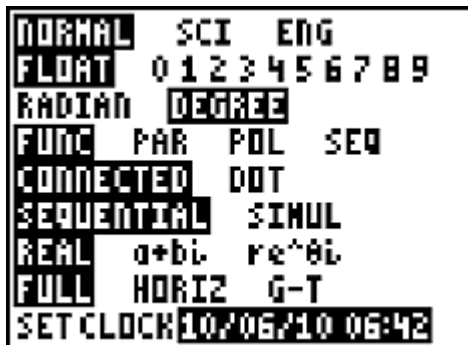 NORMAL SCI ENG
FLOAT 0 1 2 3 4 5 6 7 8 9
RADIAN DEGREE
FUNC PAR POL SEQ
CONNECTED DOT
SEQUENTIAL SIMUL
REAL a+bi re^θi
FULL HORIZ G-T
SET CLOCK 10/06/10 06:42